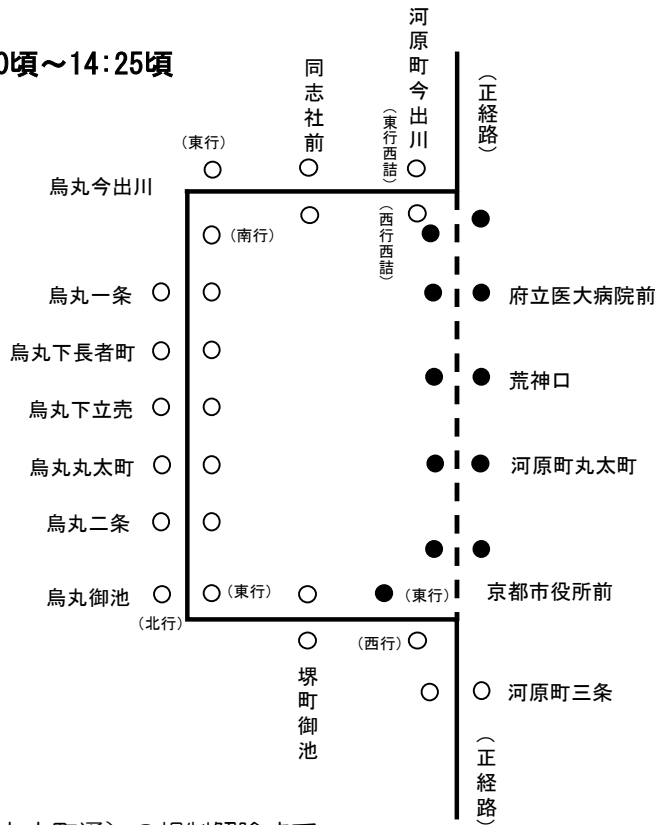 0頃～14:25頃
同志社前
河原町今出川
（東行西詰）
（正経路）
（東行）
烏丸今出川
（西行西詰）
（南行）
烏丸一条
府立医大病院前
烏丸下長者町
荒神口
烏丸下立売
烏丸丸太町
河原町丸太町
烏丸二条
烏丸御池
（東行）
（東行）
京都市役所前
（北行）
（西行）
堺町御池
河原町三条
（正経路）